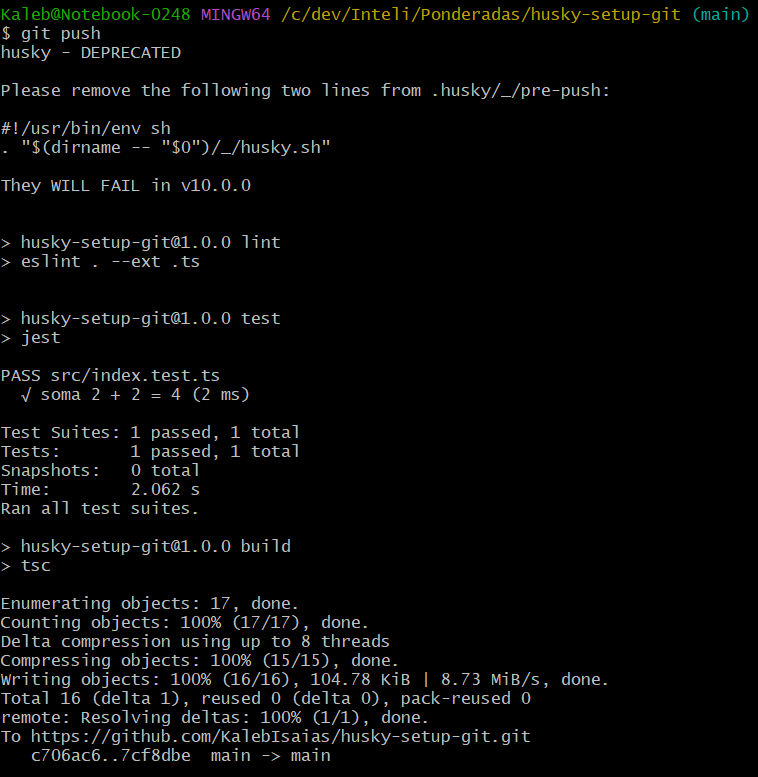 Kaleb@Notebook-0248 MINGW64 /c/dev/Inteli/Ponderadas/husky-setup-git (main)
$ git push
husky - DEPRECATED
Please remove the following two lines from .husky/_/pre-push:
#!/usr/bin/env sh
. "$(dirname -- "$0")/_/husky.sh"
They WILL FAIL in v10.0.0
> husky-setup-git@1.0.0 lint
> eslint . --ext .ts
> husky-setup-git@1.0.0 test
> jest
PASS src/index.test.ts
√ soma 2 + 2 = 4 (2 ms)
Test Suites: 1 passed, 1 total
Tests:       1 passed, 1 total
Snapshots:   0 total
Time:        2.062 s
Ran all test suites.
> husky-setup-git@1.0.0 build
> tsc
Enumerating objects: 17, done.
Counting objects: 100% (17/17), done.
Delta compression using up to 8 threads
Compressing objects: 100% (15/15), done.
Writing objects: 100% (16/16), 104.78 KiB | 8.73 MiB/s, done.
Total 16 (delta 1), reused 0 (delta 0), pack-reused 0
remote: Resolving deltas: 100% (1/1), done.
To https://github.com/KalebIsaias/husky-setup-git.git
c706ac6..7cf8dbe  main -> main